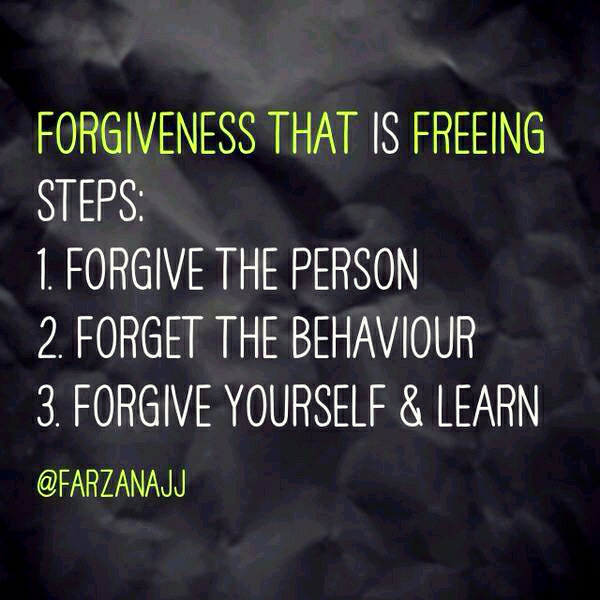 FORGIVENESS THAT IS FREEING
STEPS:
1. FORGIVE THE PERSON
2. FORGET THE BEHAVIOUR
3. FORGIVE YOURSELF & LEARN
@FARZANAJJ